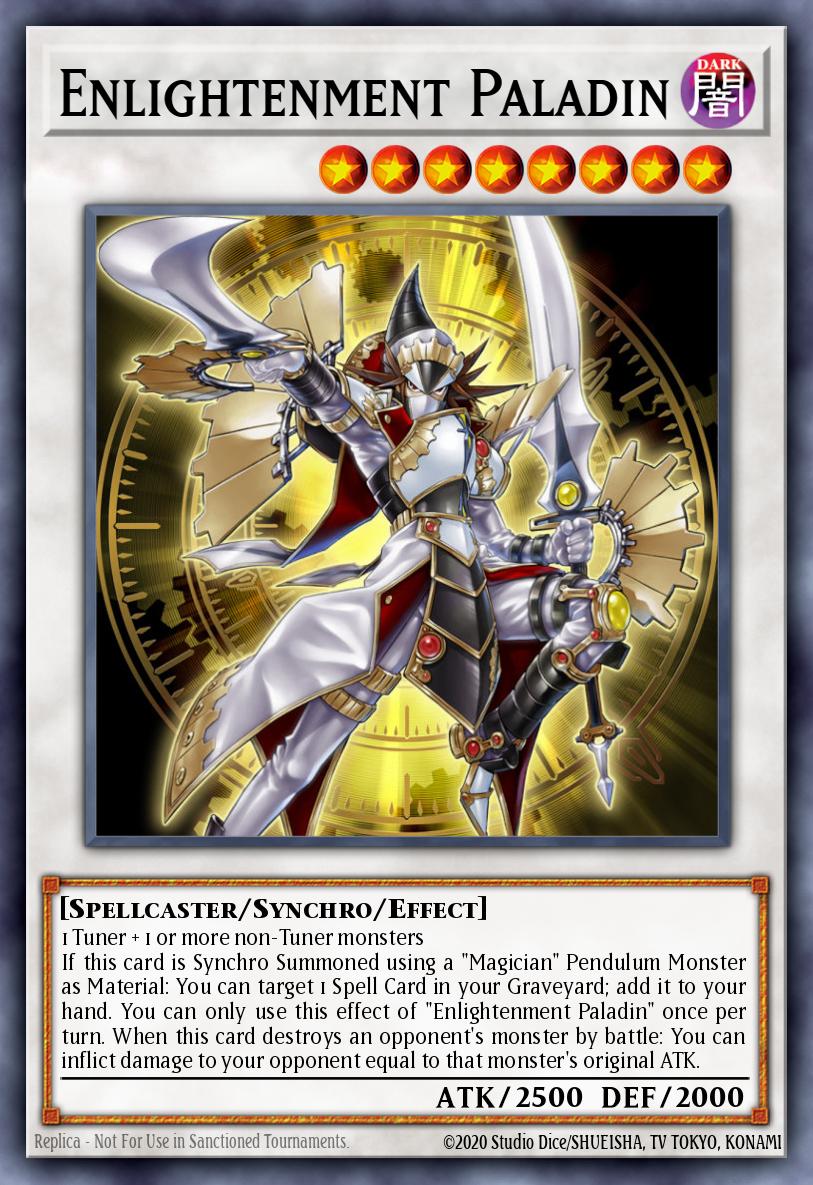 Enlightenment Paladin
DARK
闇
[Spellcaster/Synchro/Effect]
1 Tuner + 1 or more non-Tuner monsters
If this card is Synchro Summoned using a "Magician" Pendulum Monster
as Material: You can target 1 Spell Card in your Graveyard; add it to your
hand. You can only use this effect of "Enlightenment Paladin" once per
turn. When this card destroys an opponent's monster by battle: You can
inflict damage to your opponent equal to that monster's original ATK.
ATK/2500 DEF/2000
Replica - Not For Use in Sanctioned Tournaments.
©2020 Studio Dice/SHUEISHA, TV TOKYO, KONAMI